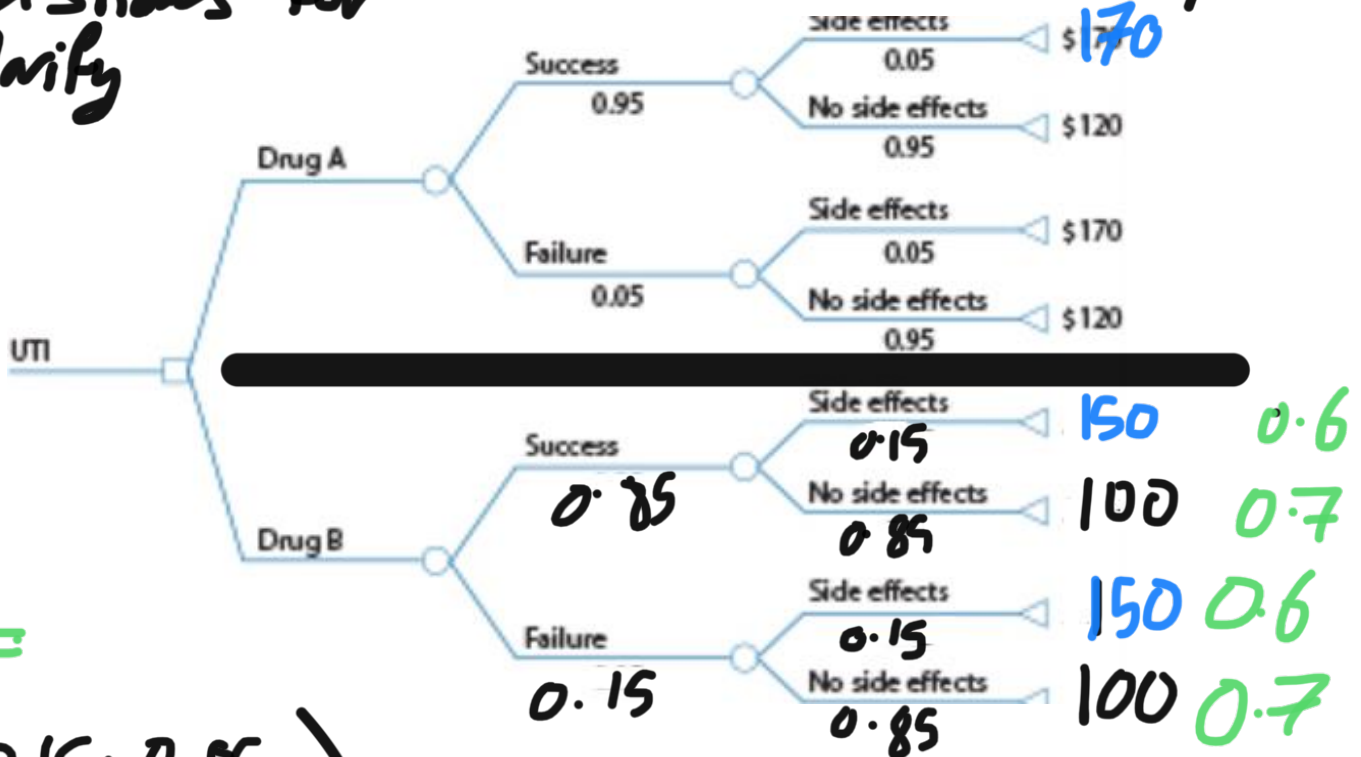 for
Side effects
$170
0.05
Success
0.95
No side effects
$120
0.95
Drug A
Side effects
$170
0.05
Failure
0.05
No side effects
$120
0.95
UTI
Side effects
150
0.6
0.15
Success
0.85
No side effects
100
0.7
0.85
Drug B
Side effects
150
0.6
0.15
Failure
0.15
No side effects
100
0.7
0.85
=